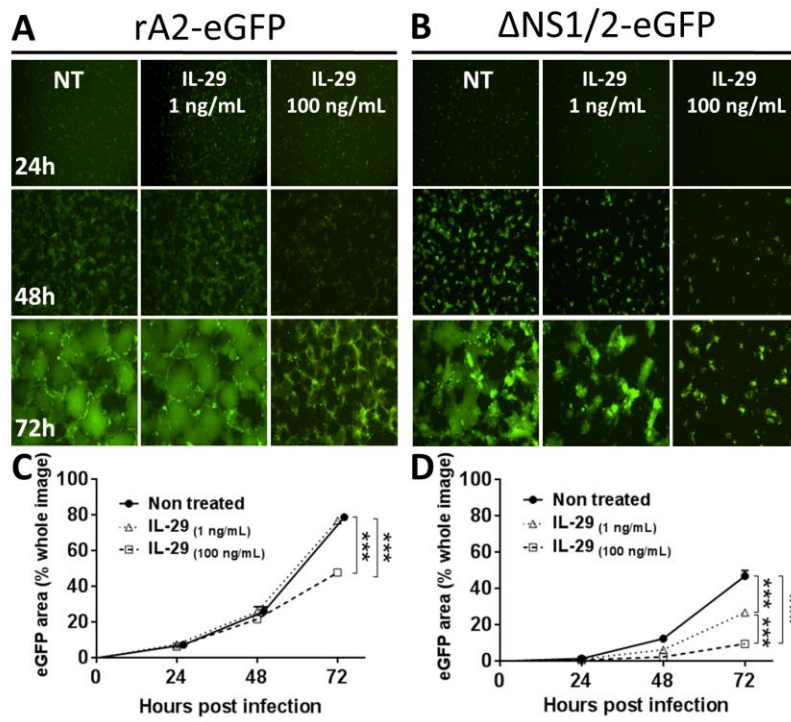 A rA2-eGFP
NT
IL-29
1 ng/mL
IL-29
100 ng/mL
24h
48h
72h
B ΔNS1/2-eGFP
NT
IL-29
1 ng/mL
IL-29
100 ng/mL
C
eGFP area (% whole image)
100
80
60
40
20
0
Non treated
IL-29 (1 ng/mL)
IL-29 (100 ng/mL)
***
***
0 24 48 72
Hours post infection
D
eGFP area (% whole image)
100
80
60
40
20
0
Non treated
IL-29 (1 ng/mL)
IL-29 (100 ng/mL)
***
***
***
0 24 48 72
Hours post infection